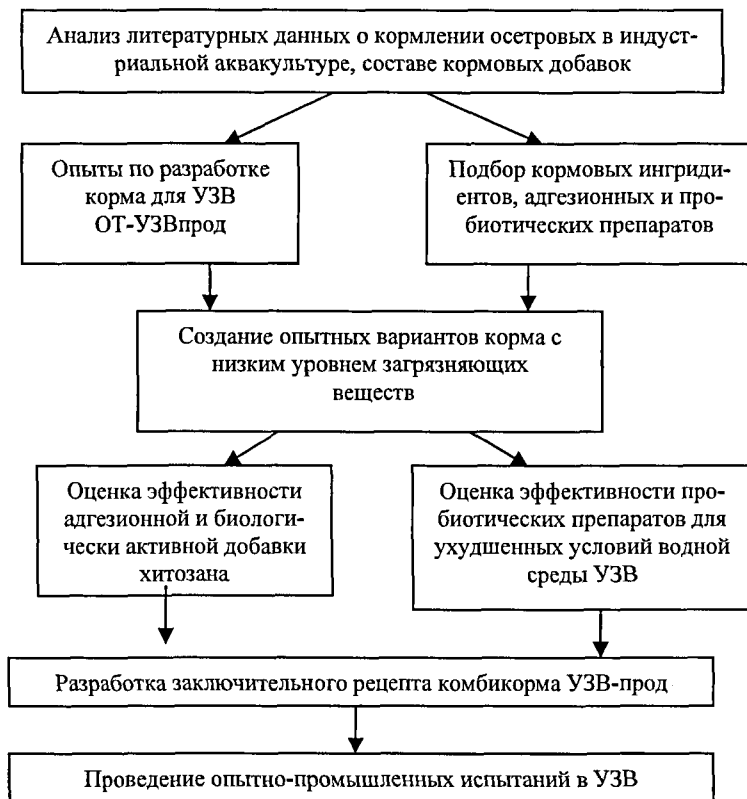 Анализ литературных данных о кормлении осетровых в индуст-
риальной аквакультуре, составе кормовых добавок
Опыты по разработке
корма для УЗВ
ОТ-УЗВпрод
Подбор кормовых ингриди-
ентов, адгезионных и про-
биотических препаратов
Создание опытных вариантов корма с
низким уровнем загрязняющих
веществ
Оценка эффективности
адгезионной и биологи-
чески активной добавки
хитозана
Оценка эффективности про-
биотических препаратов для
ухудшенных условий водной
среды УЗВ
Разработка заключительного рецепта комбикорма УЗВ-прод
Проведение опытно-промышленных испытаний в УЗВ